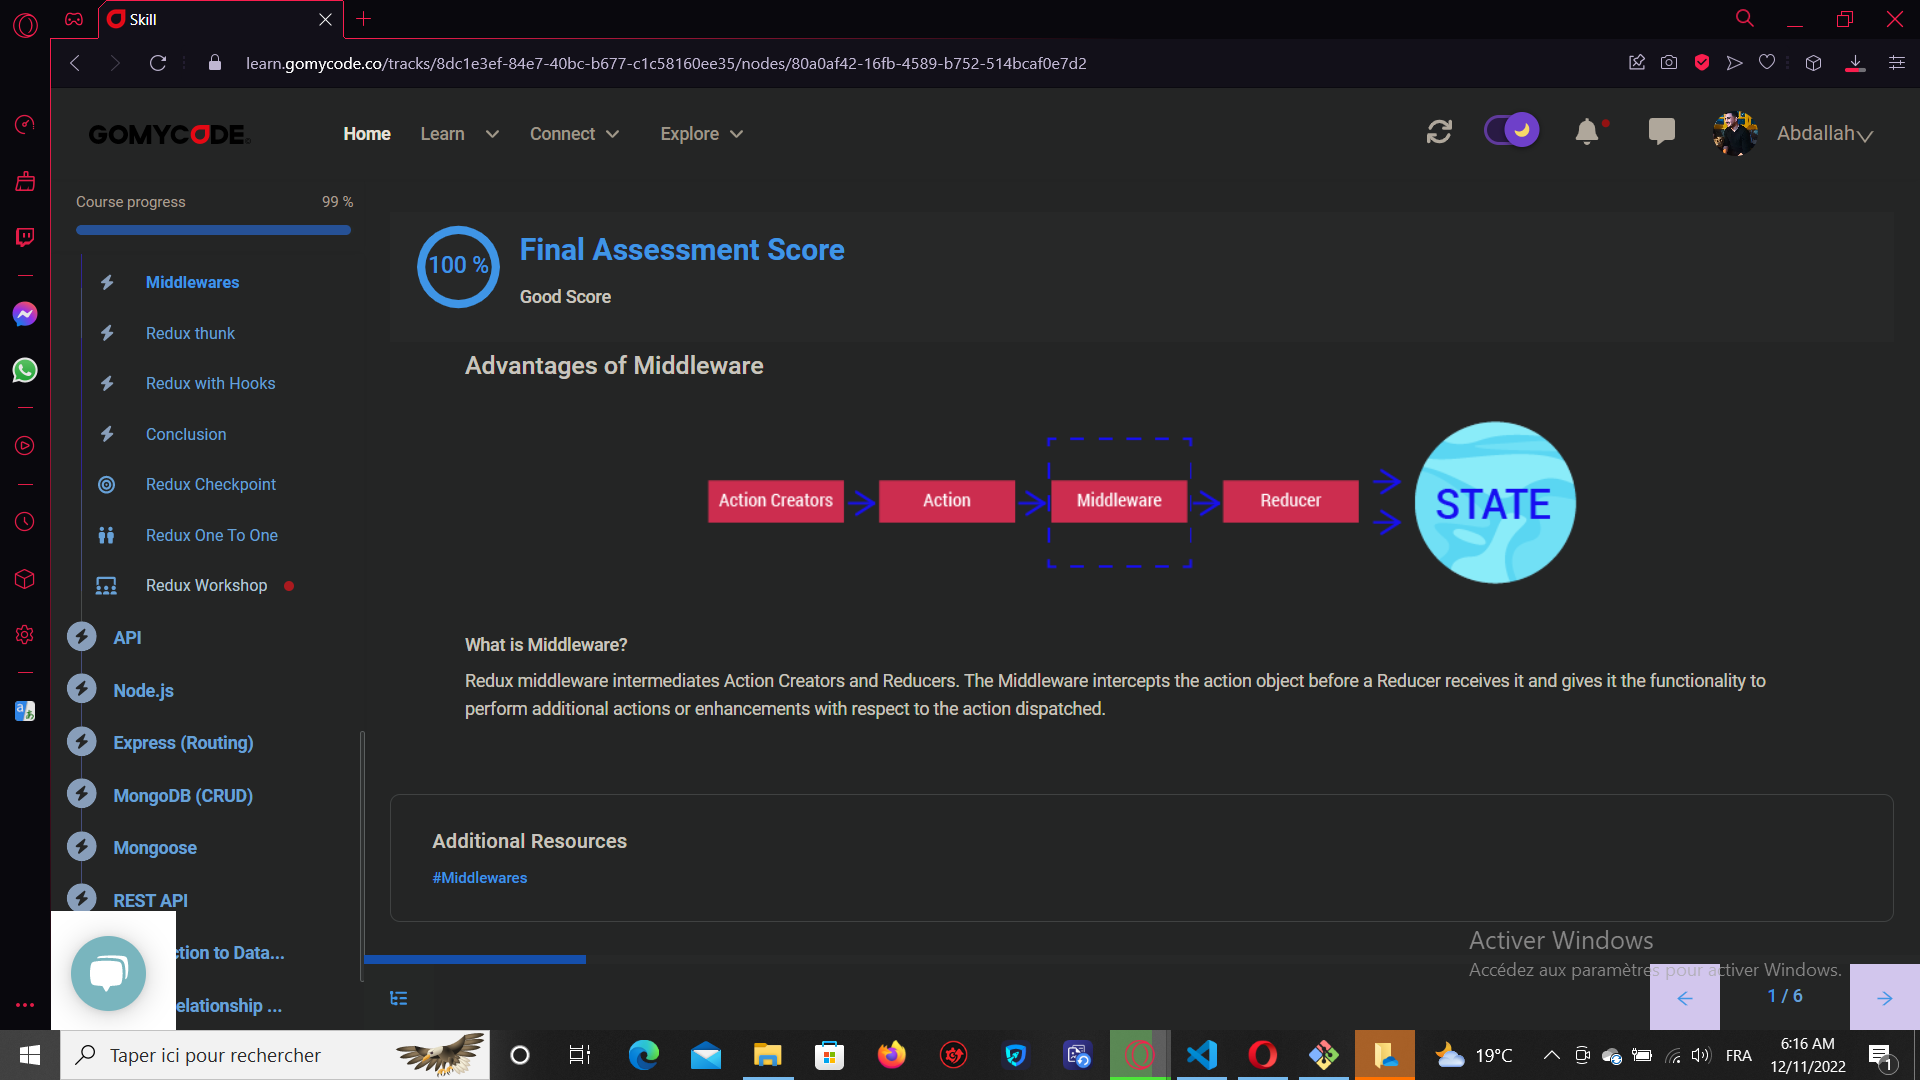 Skill
learn.gomycode.co/tracks/8dc1e3ef-84e7-40bc-b677-c1c58160ee35/nodes/80a0af42-16fb-4589-b752-514bcaf0e7d2
GOMYCODE
Home Learn Connect Explore Abdallah
Course progress 99 %
Middlewares
Redux thunk
Redux with Hooks
Conclusion
Redux Checkpoint
Redux One To One
Redux Workshop
API
Node.js
Express (Routing)
MongoDB (CRUD)
Mongoose
REST API
ction to Data...
elationship ...
100 %
Final Assessment Score
Good Score
Advantages of Middleware
Action Creators Action Middleware Reducer STATE
What is Middleware?
Redux middleware intermediates Action Creators and Reducers. The Middleware intercepts the action object before a Reducer receives it and gives it the functionality to
perform additional actions or enhancements with respect to the action dispatched.
Additional Resources
#Middlewares
Activer Windows
Accédez aux paramètres pour activer Windows.
1 / 6
Taper ici pour rechercher
19°C
FRA
6:16 AM
12/11/2022
1